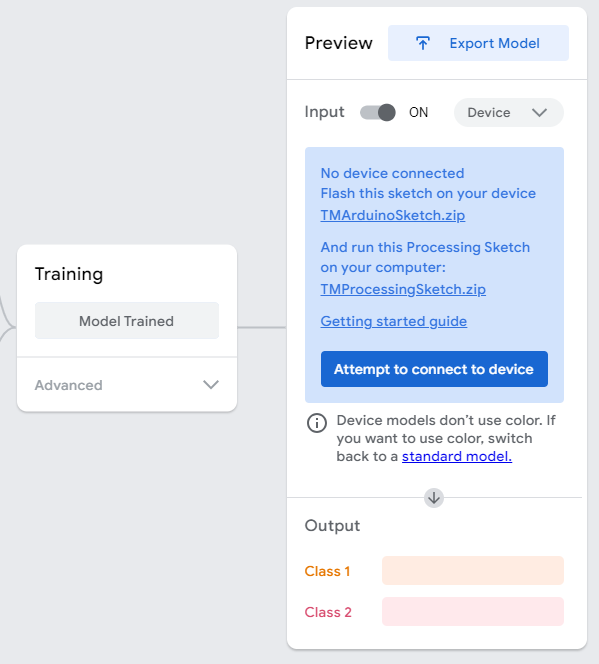 Training
Model Trained
Advanced
Preview
Export Model
Input
ON
Device
No device connected
Flash this sketch on your device
TMArduinoSketch.zip
And run this Processing Sketch
on your computer:
TMProcessingSketch.zip
Getting started guide
Attempt to connect to device
Device models don’t use color. If
you want to use color, switch
back to a standard model.
Output
Class 1
Class 2